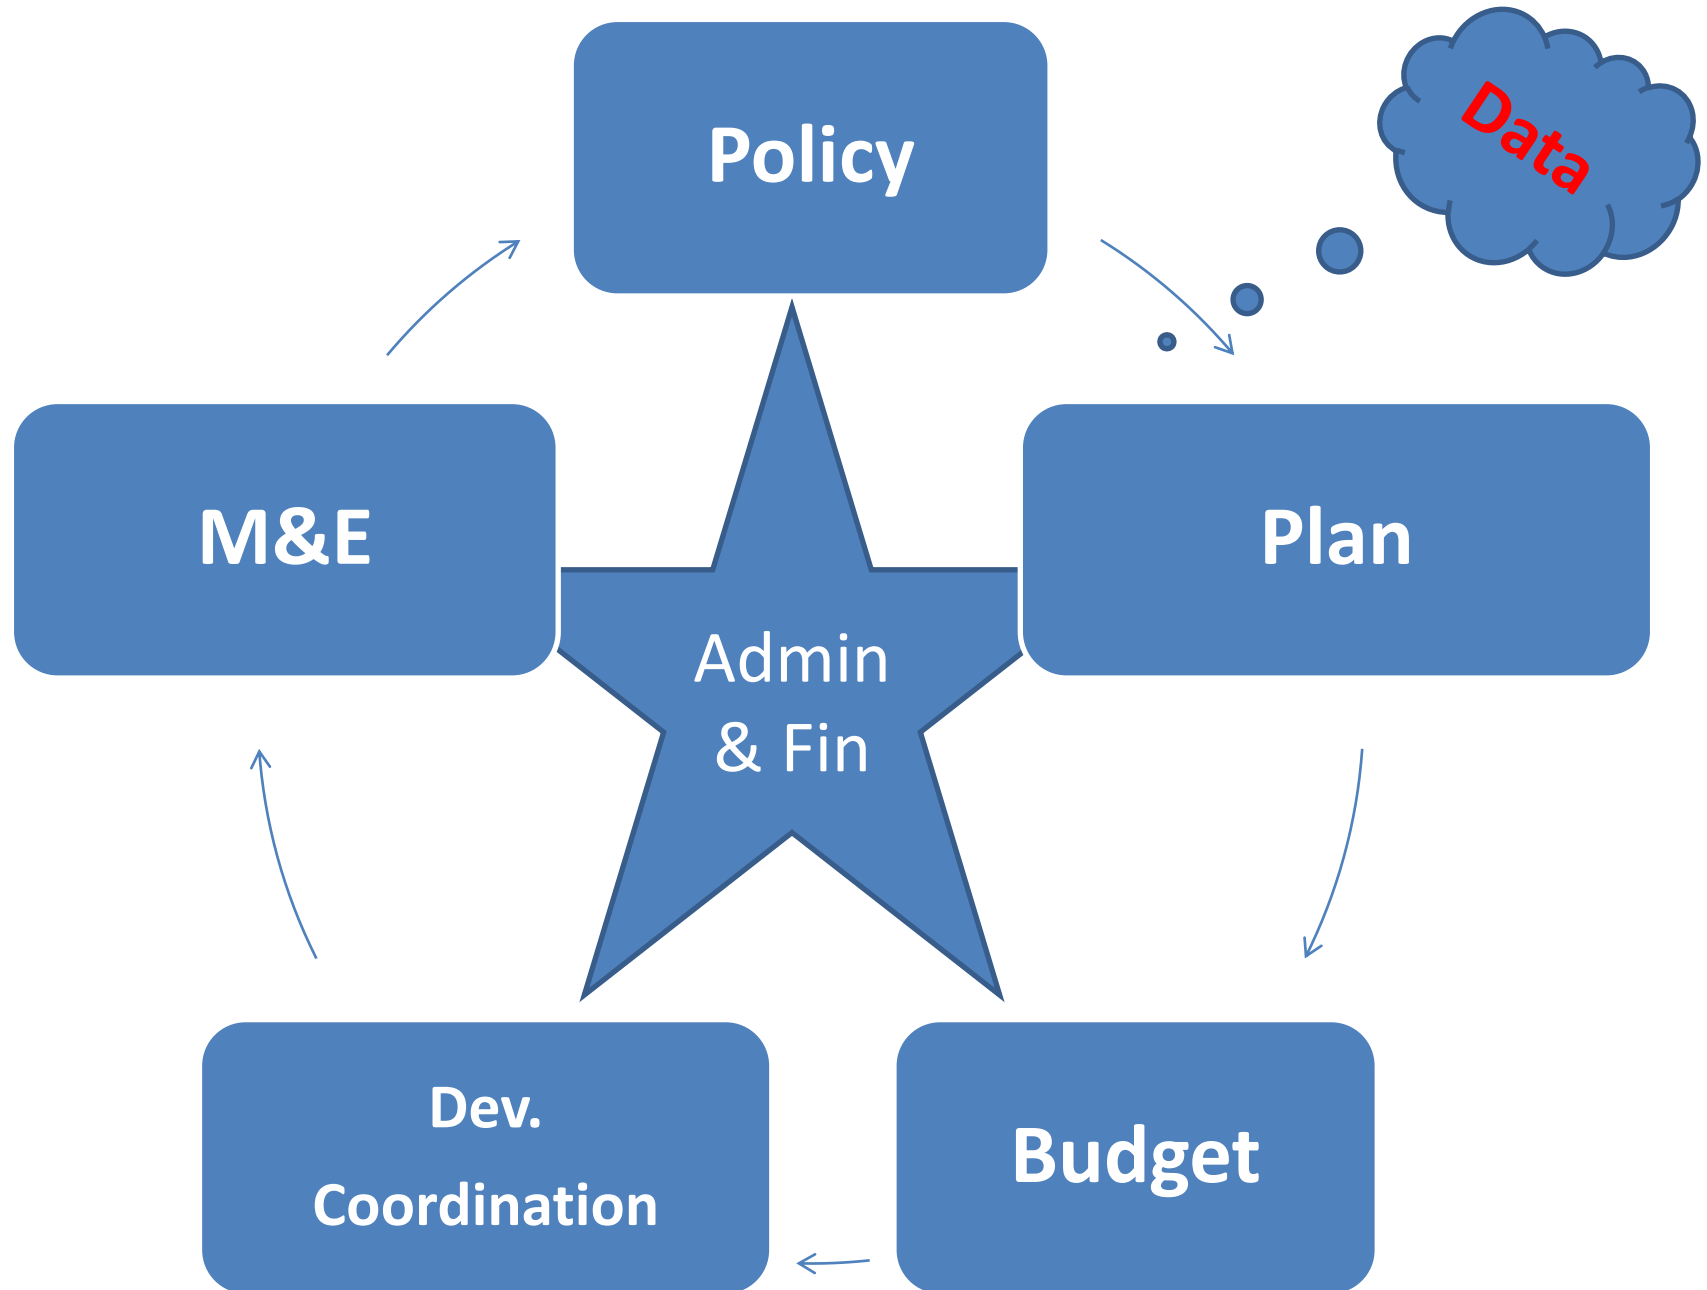 Policy
Data
M&E
Plan
Admin
& Fin
Dev.
Coordination
Budget